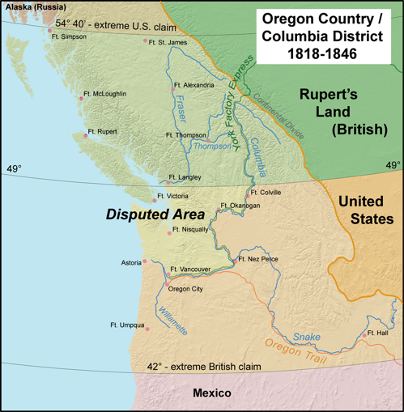 Alaska (Russia)
54° 40' - extreme U.S. claim
Oregon Country /
Columbia District
1818-1846
Ft. Simpson
Ft. St. James
Ft. Alexandria
York Factory Express
Continental Divide
Rupert's
Land
(British)
Ft. McLoughlin
Fraser
Ft. Rupert
Ft. Thompson
Thompson
Columbia
49°
49°
Ft. Langley
Ft. Victoria
Ft. Colville
Ft. Okanogan
United
States
Disputed Area
Ft. Nisqually
Astoria
Ft. Nez Perce
Ft. Vancouver
Oregon City
Willamette
Ft. Umpqua
Snake
Oregon Trail
Ft. Hall
42° - extreme British claim
Mexico